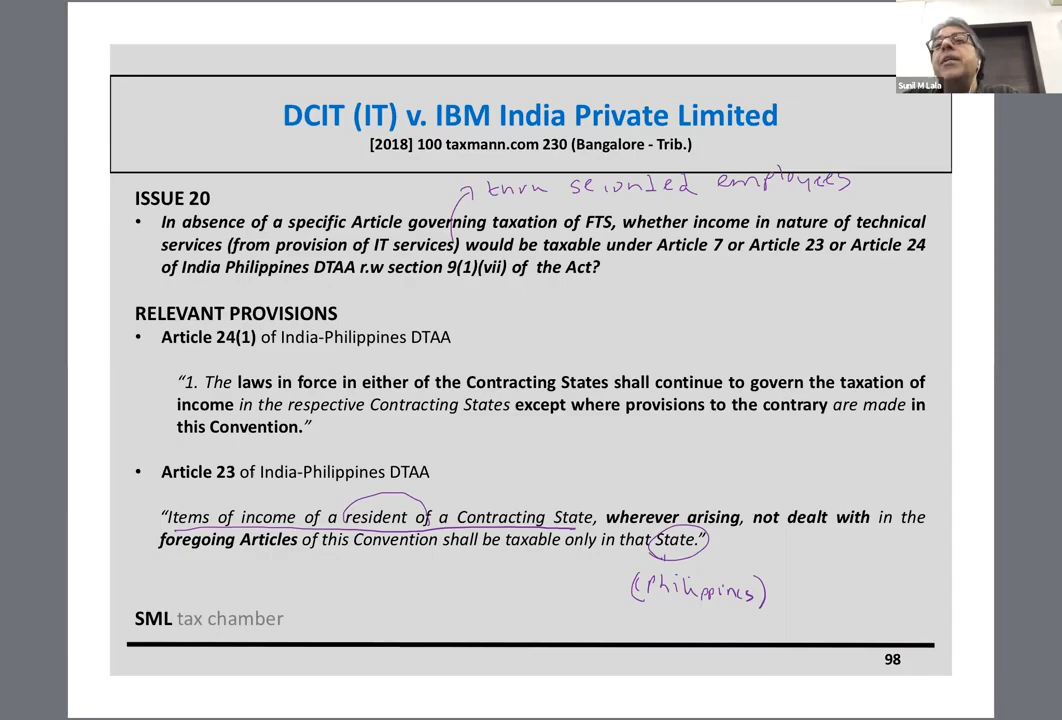 Sunil M Lala
DCIT (IT) v. IBM India Private Limited
[2018] 100 taxmann.com 230 (Bangalore - Trib.)
thru seconded employees
ISSUE 20
• In absence of a specific Article governing taxation of FTS, whether income in nature of technical
services (from provision of IT services) would be taxable under Article 7 or Article 23 or Article 24
of India Philippines DTAA r.w section 9(1)(vii) of the Act?
RELEVANT PROVISIONS
• Article 24(1) of India-Philippines DTAA
“1. The laws in force in either of the Contracting States shall continue to govern the taxation of
income in the respective Contracting States except where provisions to the contrary are made in
this Convention.”
• Article 23 of India-Philippines DTAA
“Items of income of a resident of a Contracting State, wherever arising, not dealt with in the
foregoing Articles of this Convention shall be taxable only in that State.”
(Philippines)
SML tax chamber
98